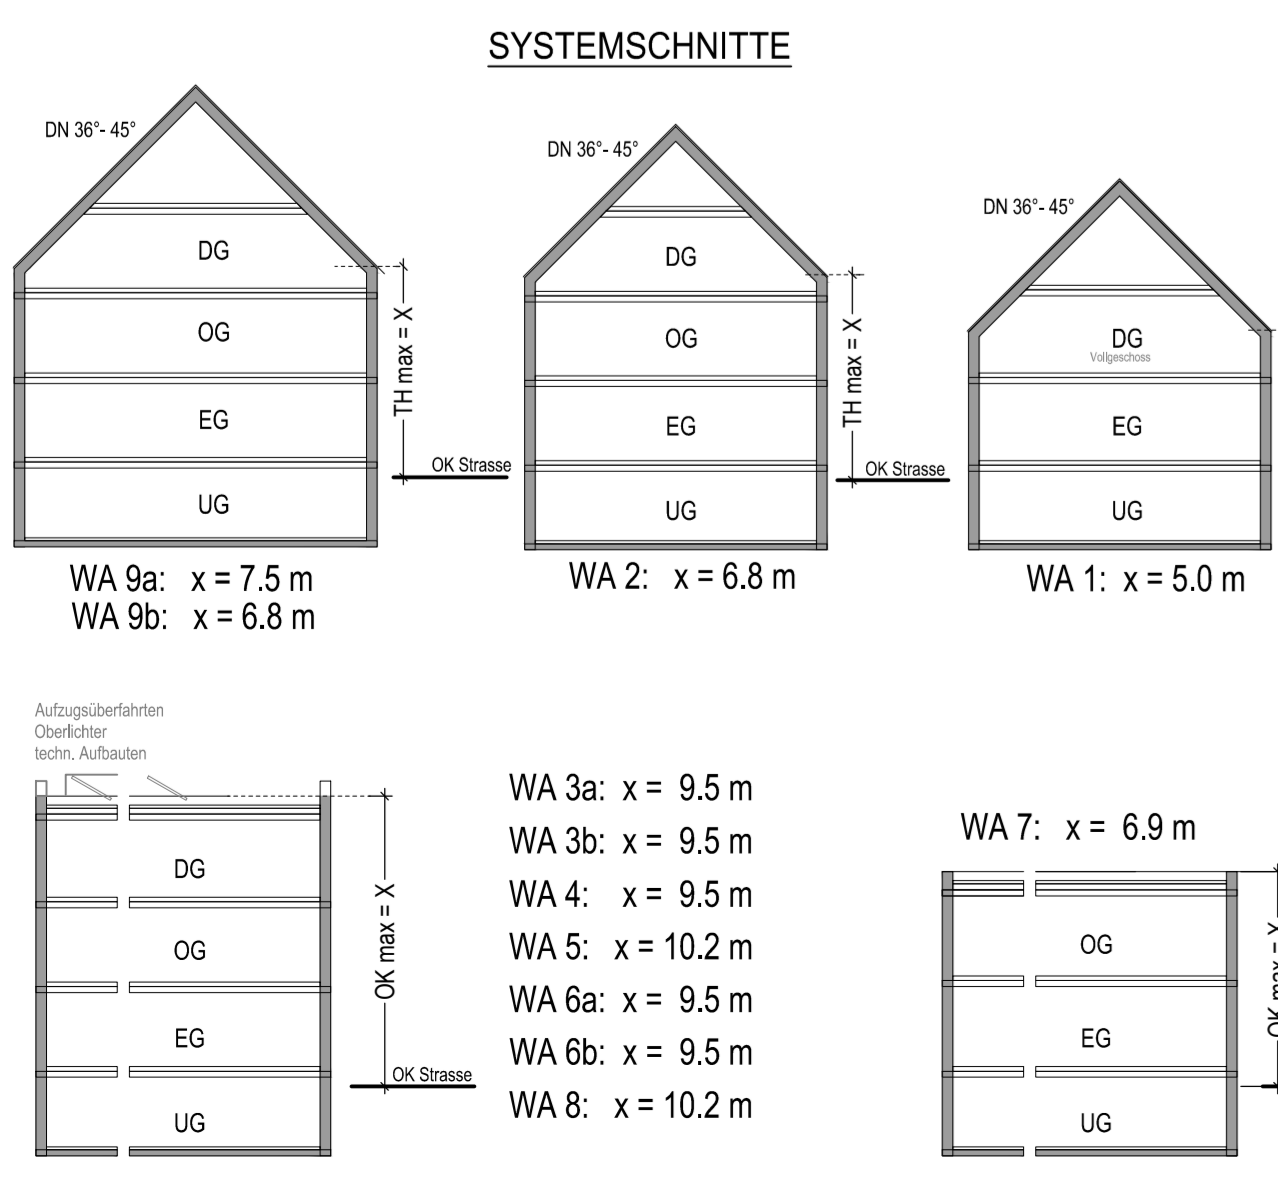 SYSTEMSCHNITTE
DN 36°- 45°
DG
OG
EG
UG
TH max = X
OK Strasse
WA 9a: x = 7.5 m
WA 9b: x = 6.8 m
DN 36°- 45°
DG
OG
EG
UG
TH max = X
OK Strasse
WA 2: x = 6.8 m
DN 36°- 45°
DG
Vollgeschoss
EG
UG
WA 1: x = 5.0 m
Aufzugsüberfahrten
Oberlichter
techn. Aufbauten
DG
OG
EG
UG
OK max = X
OK Strasse
WA 3a: x = 9.5 m
WA 3b: x = 9.5 m
WA 4: x = 9.5 m
WA 5: x = 10.2 m
WA 6a: x = 9.5 m
WA 6b: x = 9.5 m
WA 8: x = 10.2 m
WA 7: x = 6.9 m
OG
EG
UG
OK max = X